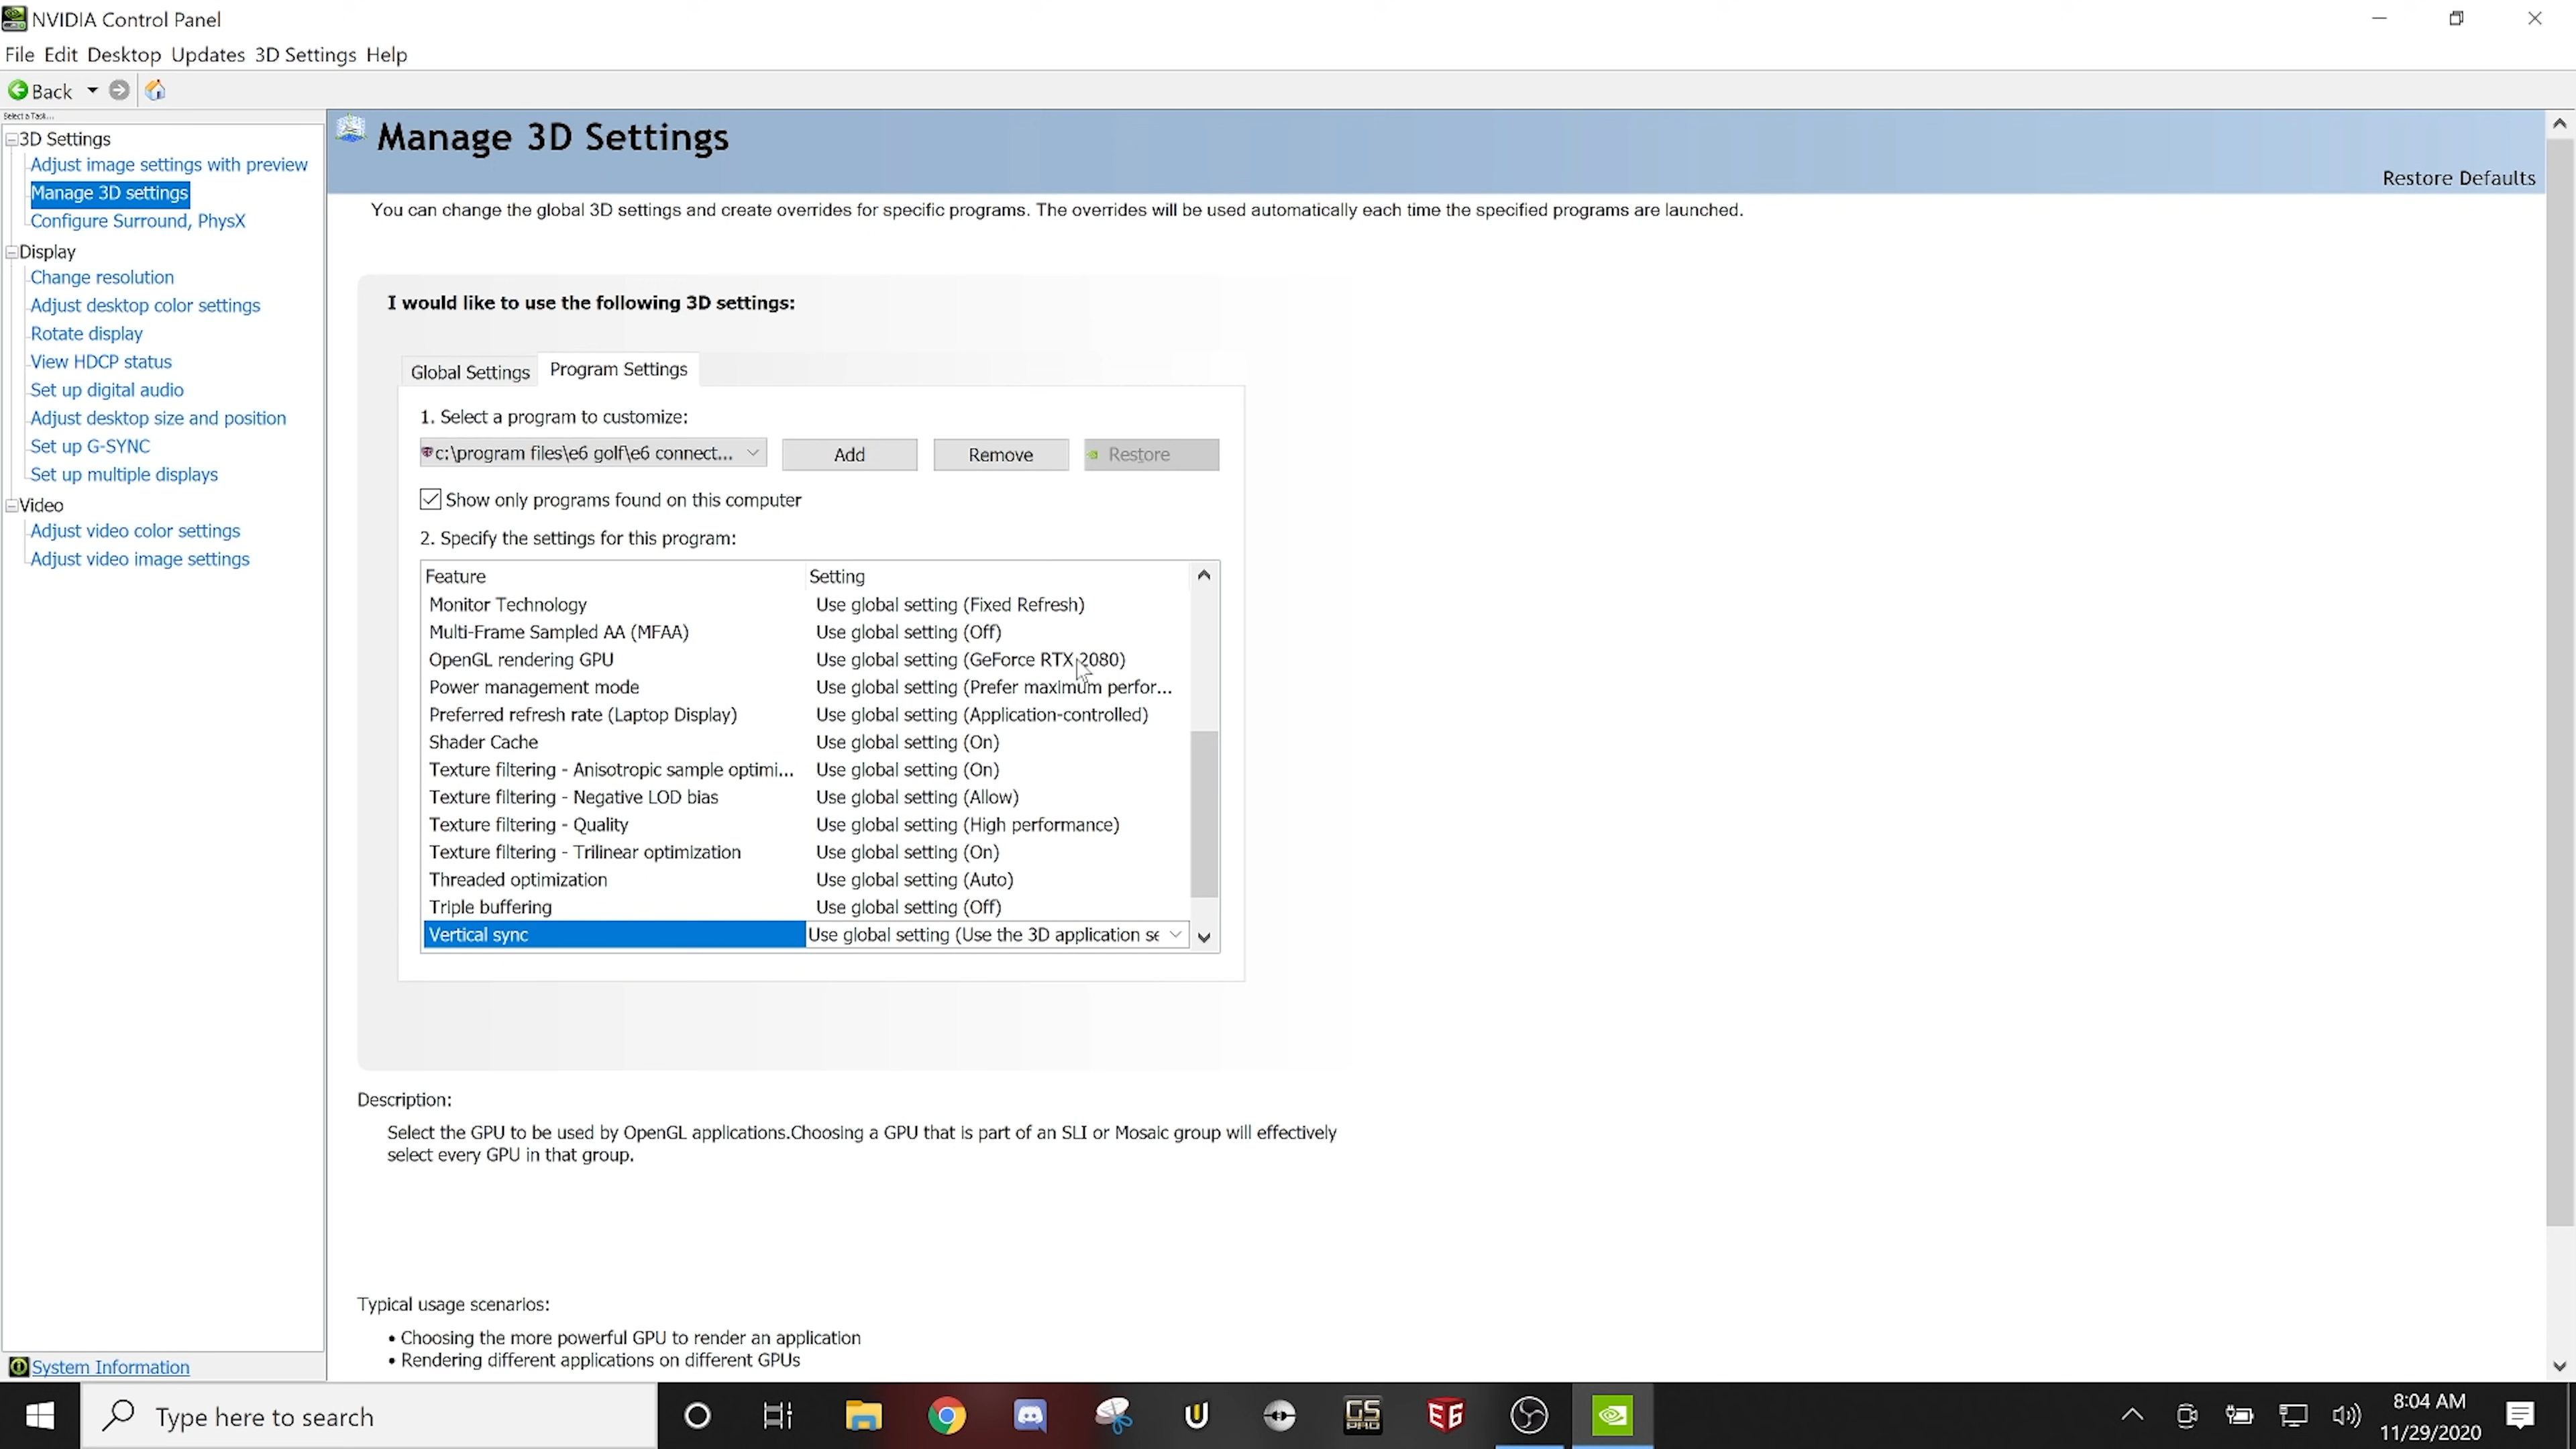 NVIDIA Control Panel
File Edit Desktop Updates 3D Settings Help
Back
Select a Task...
3D Settings
Adjust image settings with preview
Manage 3D settings
Configure Surround, PhysX
Display
Change resolution
Adjust desktop color settings
Rotate display
View HDCP status
Set up digital audio
Adjust desktop size and position
Set up G-SYNC
Set up multiple displays
Video
Adjust video color settings
Adjust video image settings
System Information
Manage 3D Settings
Restore Defaults
You can change the global 3D settings and create overrides for specific programs. The overrides will be used automatically each time the specified programs are launched.
I would like to use the following 3D settings:
Global Settings Program Settings
1. Select a program to customize:
c:\program files\e6 golf\e6 connect... Add Remove Restore
Show only programs found on this computer
2. Specify the settings for this program:
Feature Setting
Monitor Technology Use global setting (Fixed Refresh)
Multi-Frame Sampled AA (MFAA) Use global setting (Off)
OpenGL rendering GPU Use global setting (GeForce RTX 2080)
Power management mode Use global setting (Prefer maximum perfor...
Preferred refresh rate (Laptop Display) Use global setting (Application-controlled)
Shader Cache Use global setting (On)
Texture filtering - Anisotropic sample optimi... Use global setting (On)
Texture filtering - Negative LOD bias Use global setting (Allow)
Texture filtering - Quality Use global setting (High performance)
Texture filtering - Trilinear optimization Use global setting (On)
Threaded optimization Use global setting (Auto)
Triple buffering Use global setting (Off)
Vertical sync Use global setting (Use the 3D application se
Description:
Select the GPU to be used by OpenGL applications.Choosing a GPU that is part of an SLI or Mosaic group will effectively
select every GPU in that group.
Typical usage scenarios:
• Choosing the more powerful GPU to render an application
• Rendering different applications on different GPUs
Type here to search
GS
PRO
E6
8:04 AM
11/29/2020